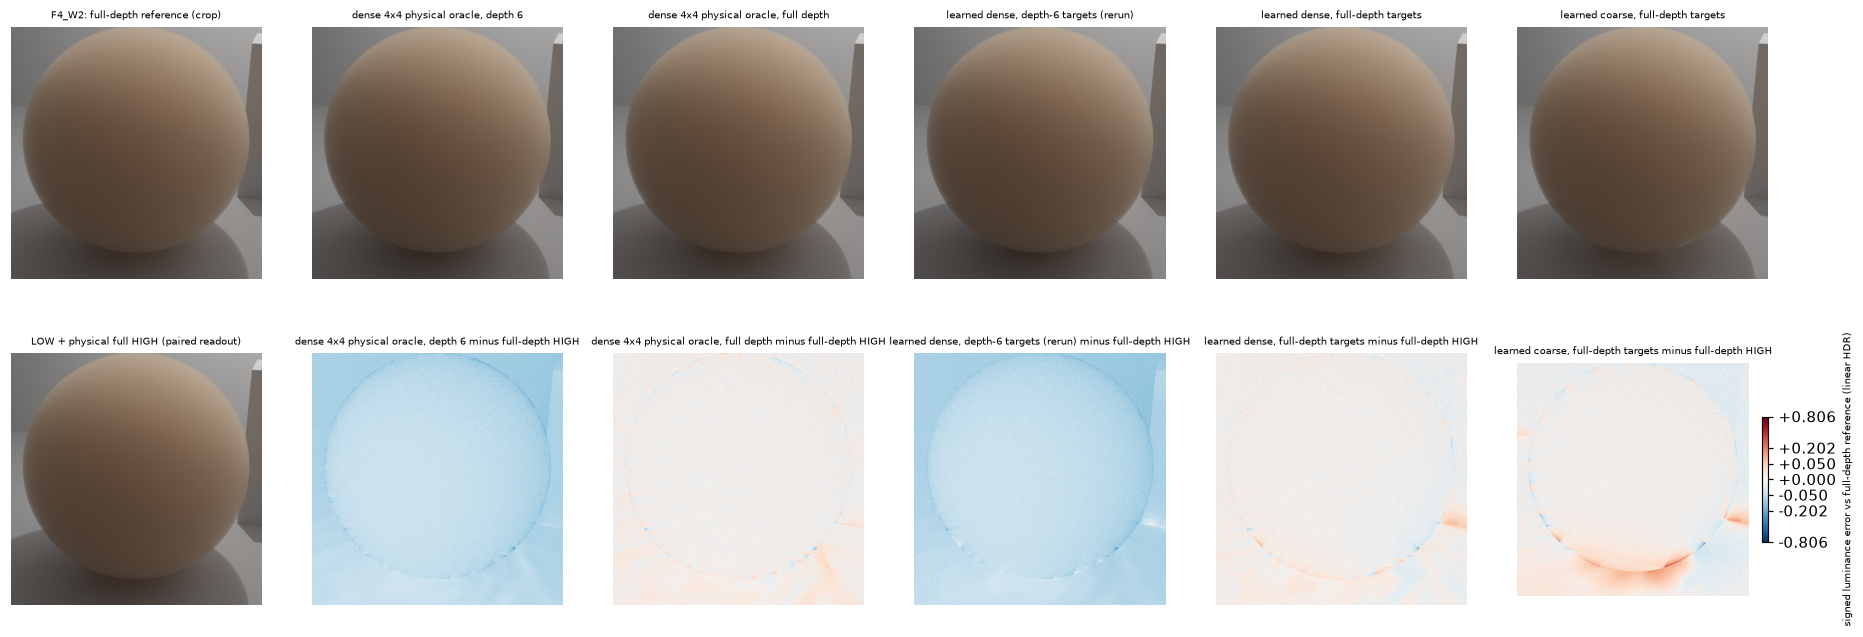 F4_W2: full-depth reference (crop)
dense 4x4 physical oracle, depth 6
dense 4x4 physical oracle, full depth
learned dense, depth-6 targets (rerun)
learned dense, full-depth targets
learned coarse, full-depth targets
LOW + physical full HIGH (paired readout)
dense 4x4 physical oracle, depth 6 minus full-depth HIGH
dense 4x4 physical oracle, full depth minus full-depth HIGH
learned dense, depth-6 targets (rerun) minus full-depth HIGH
learned dense, full-depth targets minus full-depth HIGH
learned coarse, full-depth targets minus full-depth HIGH
+0.806
+0.202
+0.050
+0.000
-0.050
-0.202
-0.806
signed luminance error vs full-depth reference (linear HDR)